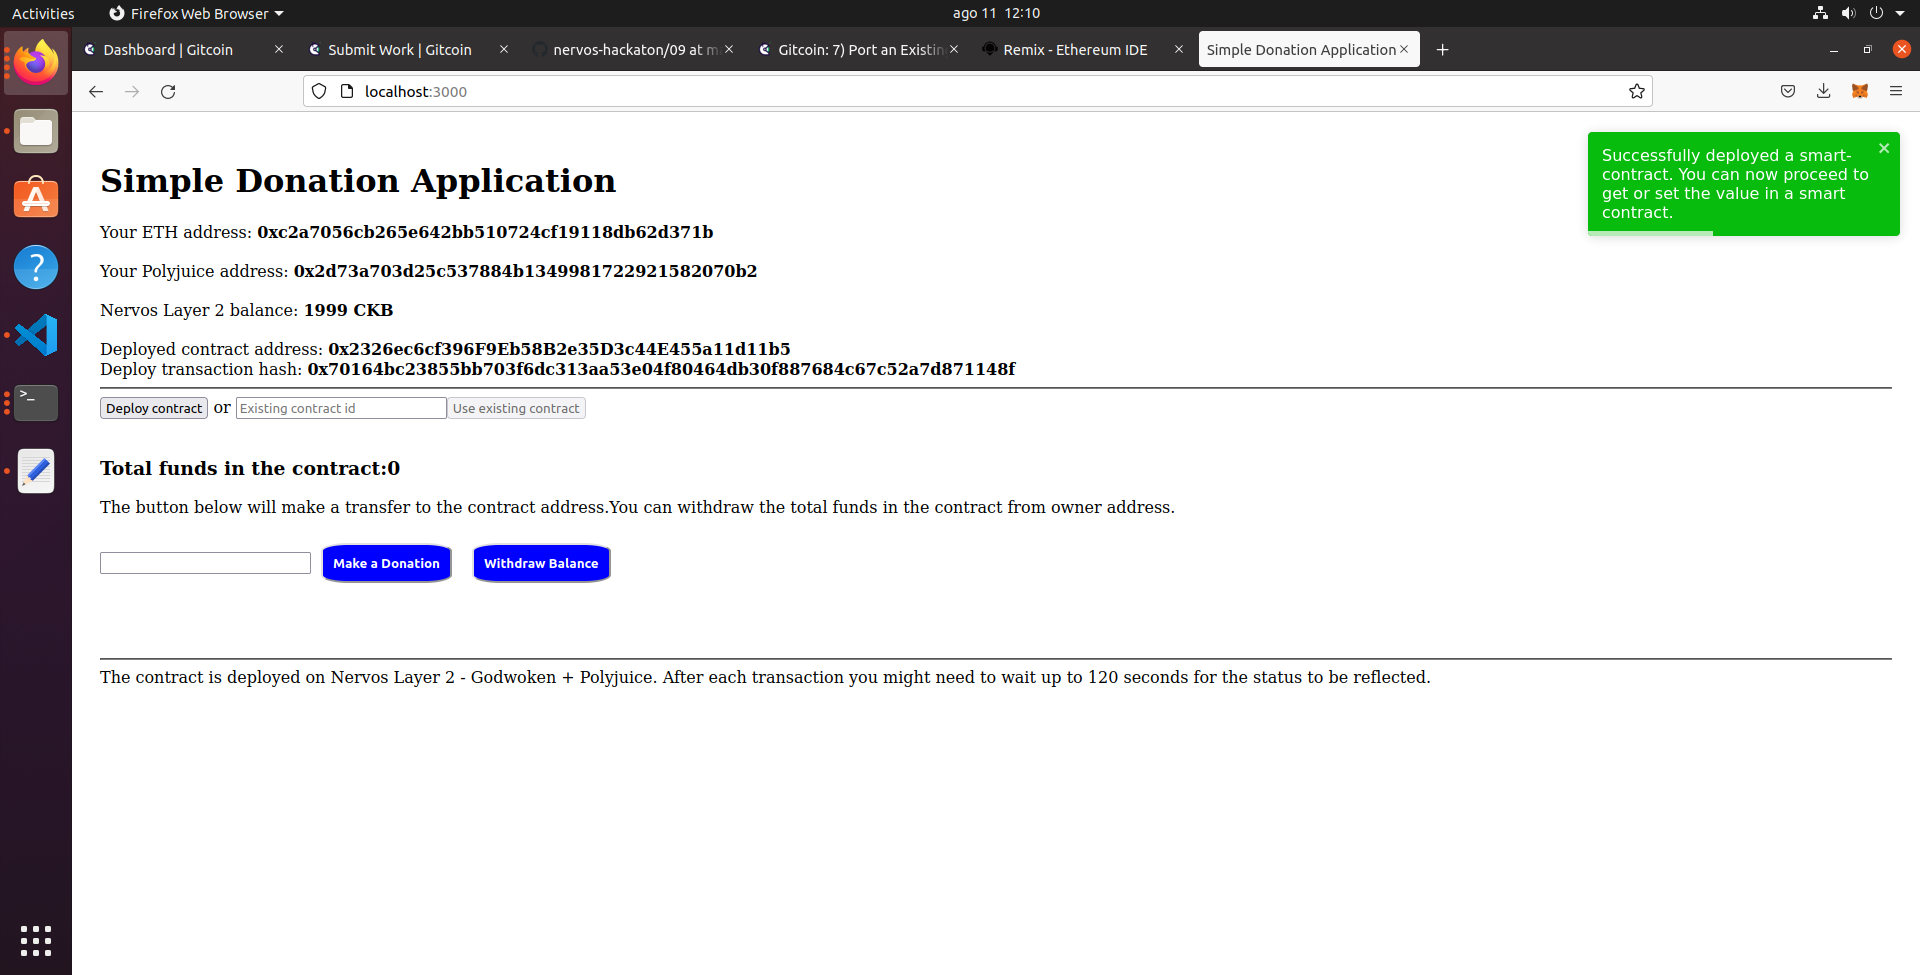 Activities Firefox Web Browser ago 11 12:10
Dashboard | Gitcoin Submit Work | Gitcoin nervos-hackaton/09 at m Gitcoin: 7) Port an Existin Remix - Ethereum IDE Simple Donation Application
localhost:3000
Successfully deployed a smart-
contract. You can now proceed to
get or set the value in a smart
contract.
Simple Donation Application
Your ETH address: 0xc2a7056cb265e642bb510724cf19118db62d371b
Your Polyjuice address: 0x2d73a703d25c537884b1349981722921582070b2
Nervos Layer 2 balance: 1999 CKB
Deployed contract address: 0x2326ec6cf396F9Eb58B2e35D3c44E455a11d11b5
Deploy transaction hash: 0x70164bc23855bb703f6dc313aa53e04f80464db30f887684c67c52a7d871148f
Deploy contract or Existing contract id Use existing contract
Total funds in the contract:0
The button below will make a transfer to the contract address.You can withdraw the total funds in the contract from owner address.
Make a Donation Withdraw Balance
The contract is deployed on Nervos Layer 2 - Godwoken + Polyjuice. After each transaction you might need to wait up to 120 seconds for the status to be reflected.